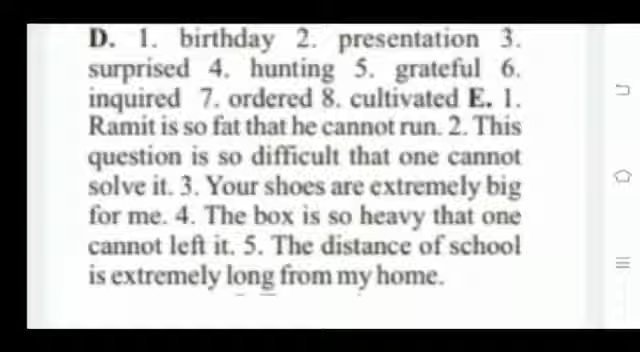 D. 1. birthday 2. presentation 3.
surprised 4. hunting 5. grateful 6.
inquired 7. ordered 8. cultivated E. 1.
Ramit is so fat that he cannot run. 2. This
question is so difficult that one cannot
solve it. 3. Your shoes are extremely big
for me. 4. The box is so heavy that one
cannot left it. 5. The distance of school
is extremely long from my home.